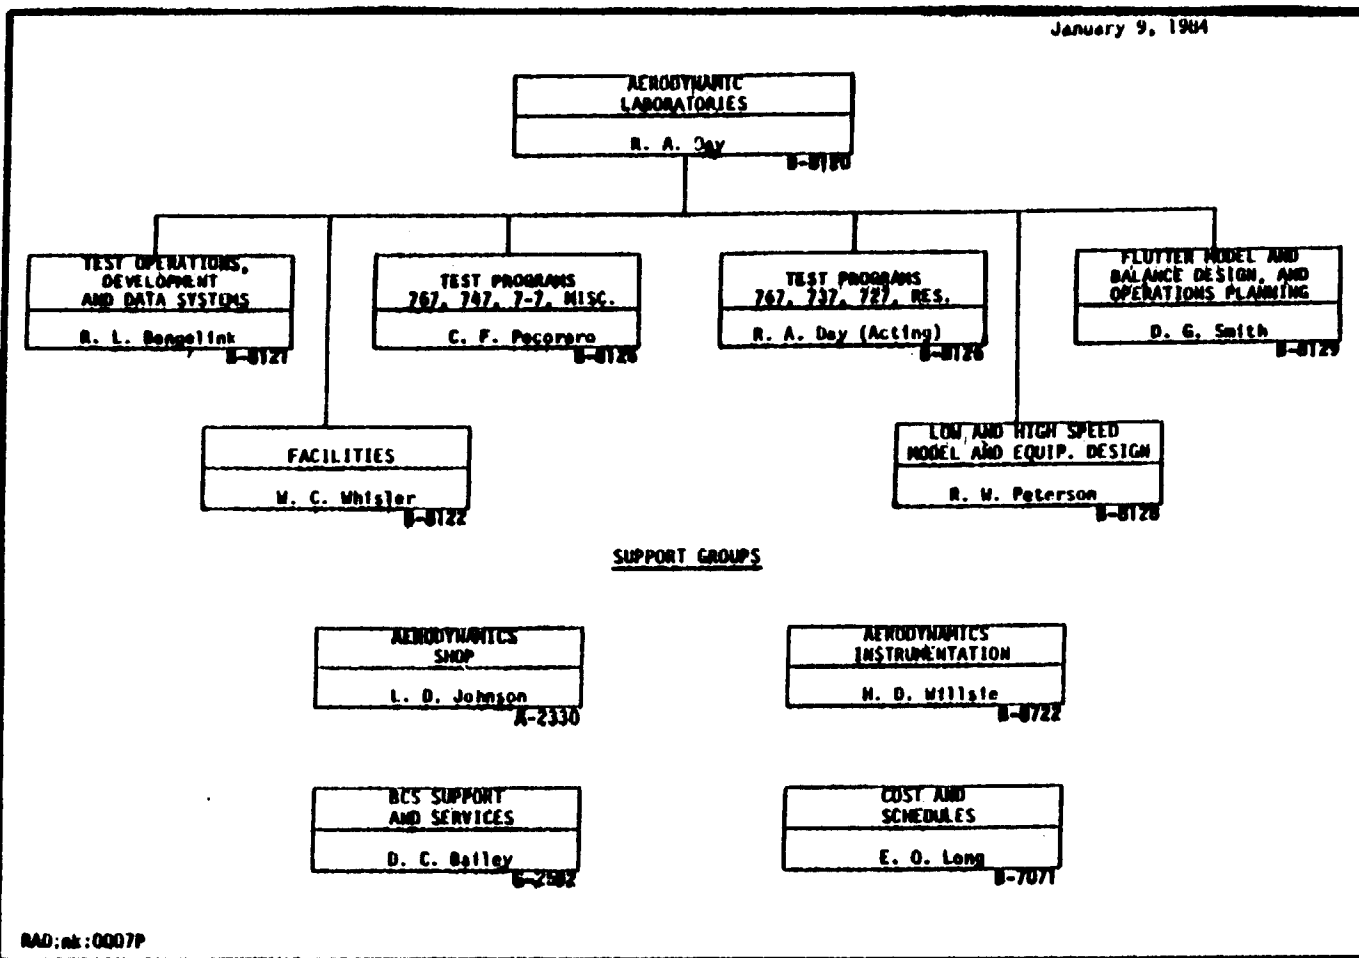 January 9, 1984
AERODYNAMIC
LABORATORIES
R. A. Day
B-8120
TEST OPERATIONS,
DEVELOPMENT
AND DATA SYSTEMS
R. L. Bengelink
B-8121
TEST PROGRAMS
767, 747, 7-7, MISC.
C. F. Pecoraro
TEST PROGRAMS
767, 737, 727, RES.
R. A. Day (Acting)
B-8126
FLUTTER MODEL AND
BALANCE DESIGN, AND
OPERATIONS PLANNING
D. G. Smith
B-8129
FACILITIES
W. C. Whisler
B-8122
LOW AND HIGH SPEED
MODEL AND EQUIP. DESIGN
R. W. Peterson
B-8128
SUPPORT GROUPS
AERODYNAMICS
SHOP
L. D. Johnson
A-2330
AERODYNAMICS
INSTRUMENTATION
H. D. Willsie
B-8722
BCS SUPPORT
AND SERVICES
D. C. Bailey
COST AND
SCHEDULES
E. O. Long
B-7071
RAD:nk:0007P